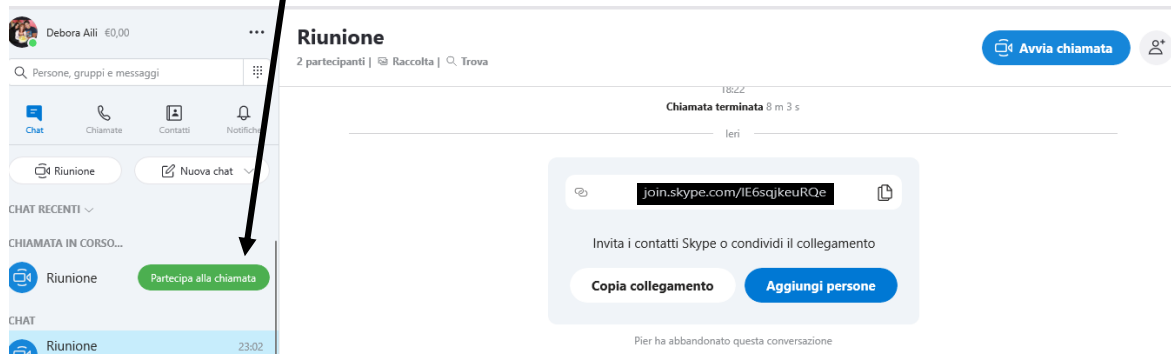 Debora Aili €0,00
Persone, gruppi e messaggi
Chat Chiamate Contatti Notifiche
Riunione Nuova chat
CHAT RECENTI
CHIAMATA IN CORSO...
Riunione Partecipa alla chiamata
CHAT
Riunione 23:02
Riunione
2 partecipanti | Raccolta | Trova
Avvia chiamata
18:22
Chiamata terminata 8 m 3 s
Ieri
join.skype.com/IE6sqjkeuRQe
Invita i contatti Skype o condividi il collegamento
Copia collegamento Aggiungi persone
Pier ha abbandonato questa conversazione